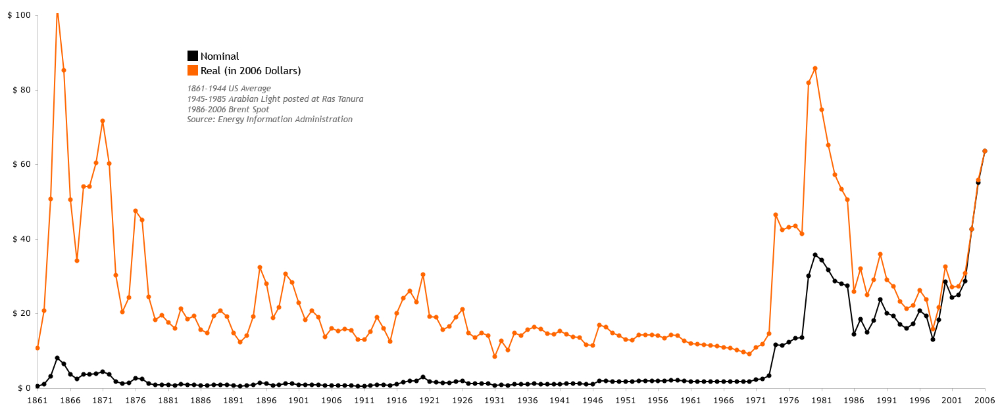 $ 100
$ 80
$ 60
$ 40
$ 20
$ 0
Nominal
Real (in 2006 Dollars)
1861-1944 US Average
1945-1985 Arabian Light posted at Ras Tanura
1986-2006 Brent Spot
Source: Energy Information Administration
1861 1866 1871 1876 1881 1886 1891 1896 1901 1906 1911 1916 1921 1926 1931 1936 1941 1946 1951 1956 1961 1966 1971 1976 1981 1986 1991 1996 2001 2006